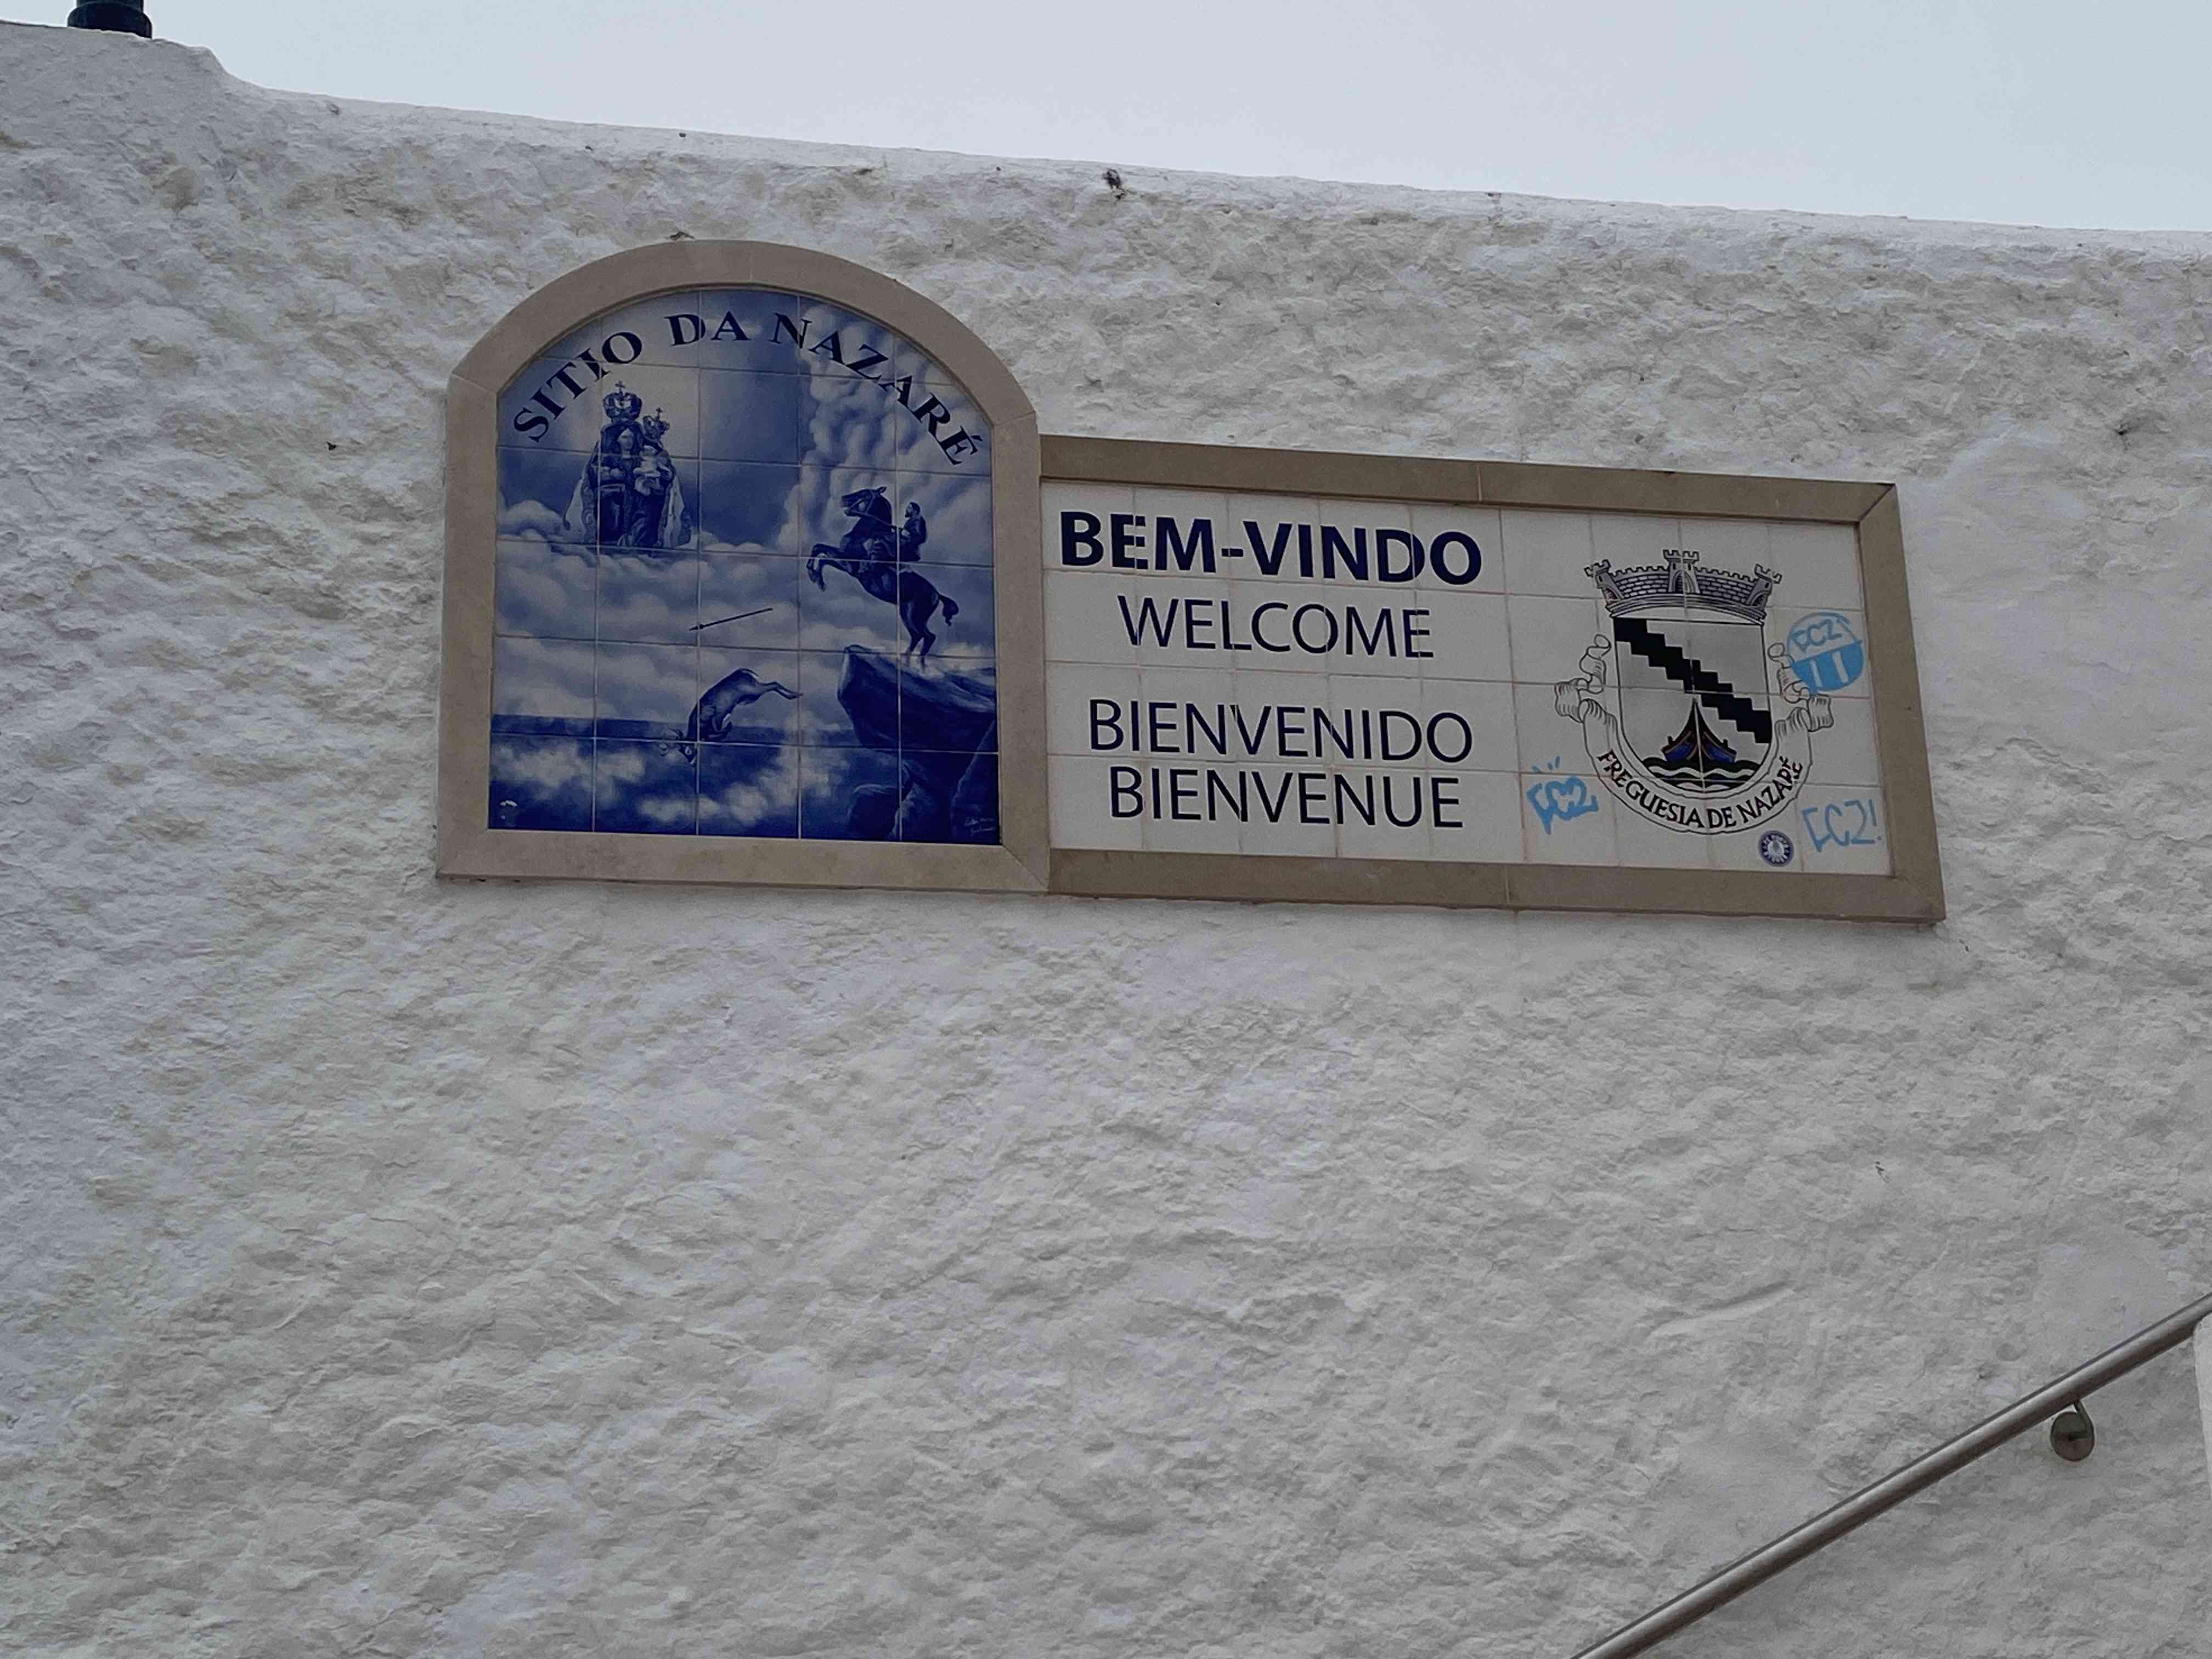 SITIO DA NAZARÉ
BEM-VINDO
WELCOME
BIENVENIDO
BIENVENUE
FREGUESIA DE NAZARÉ